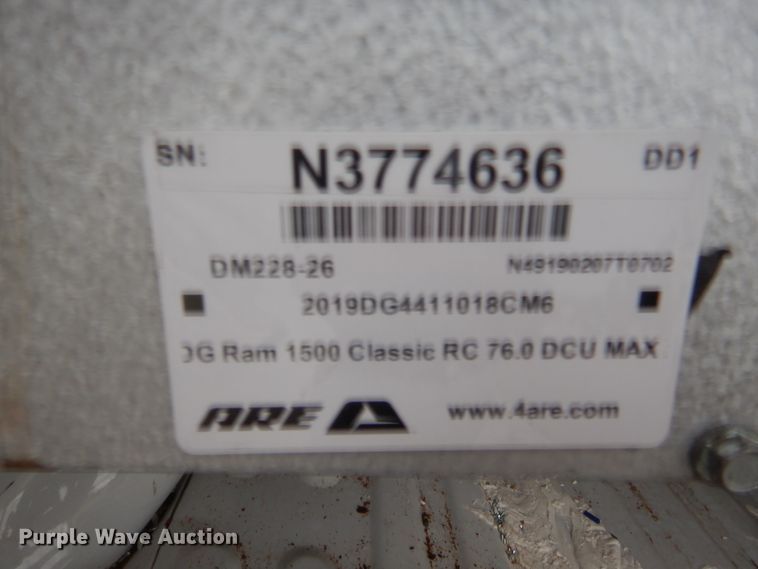 SN: N3774636 DD1
DM228-26 N49190207T0702
2019DG4411018CM6
DG Ram 1500 Classic RC 76.0 DCU MAX
ARE www.4are.com
Purple Wave Auction